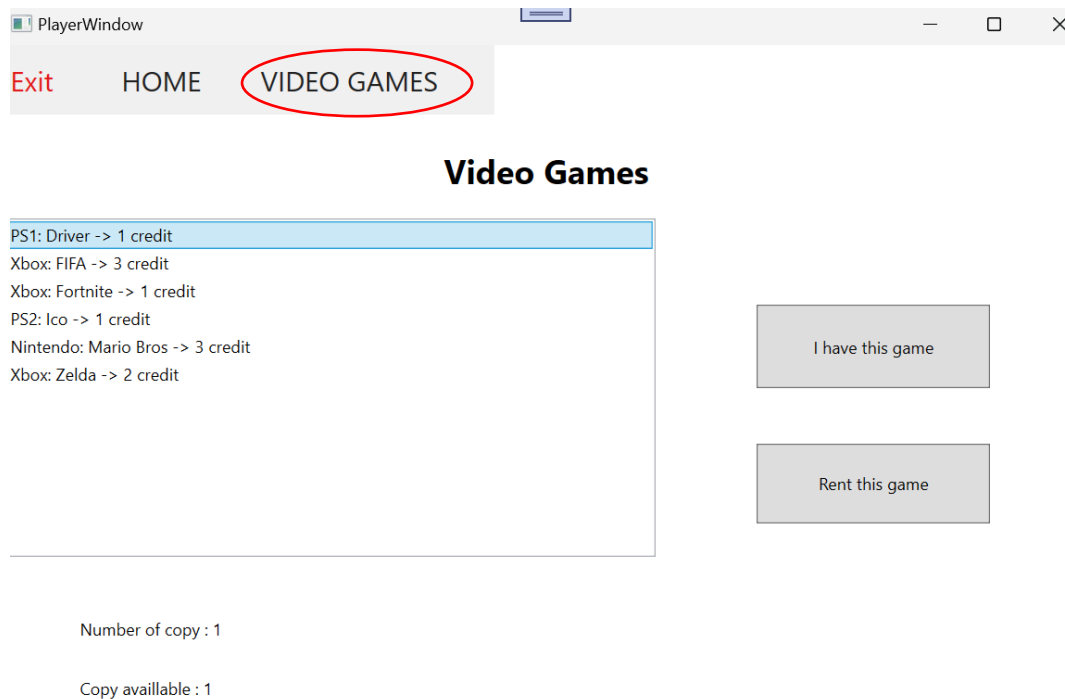 PlayerWindow
Exit HOME VIDEO GAMES
Video Games
PS1: Driver -> 1 credit
Xbox: FIFA -> 3 credit
Xbox: Fortnite -> 1 credit
PS2: Ico -> 1 credit
Nintendo: Mario Bros -> 3 credit
Xbox: Zelda -> 2 credit
I have this game
Rent this game
Number of copy : 1
Copy availlable : 1